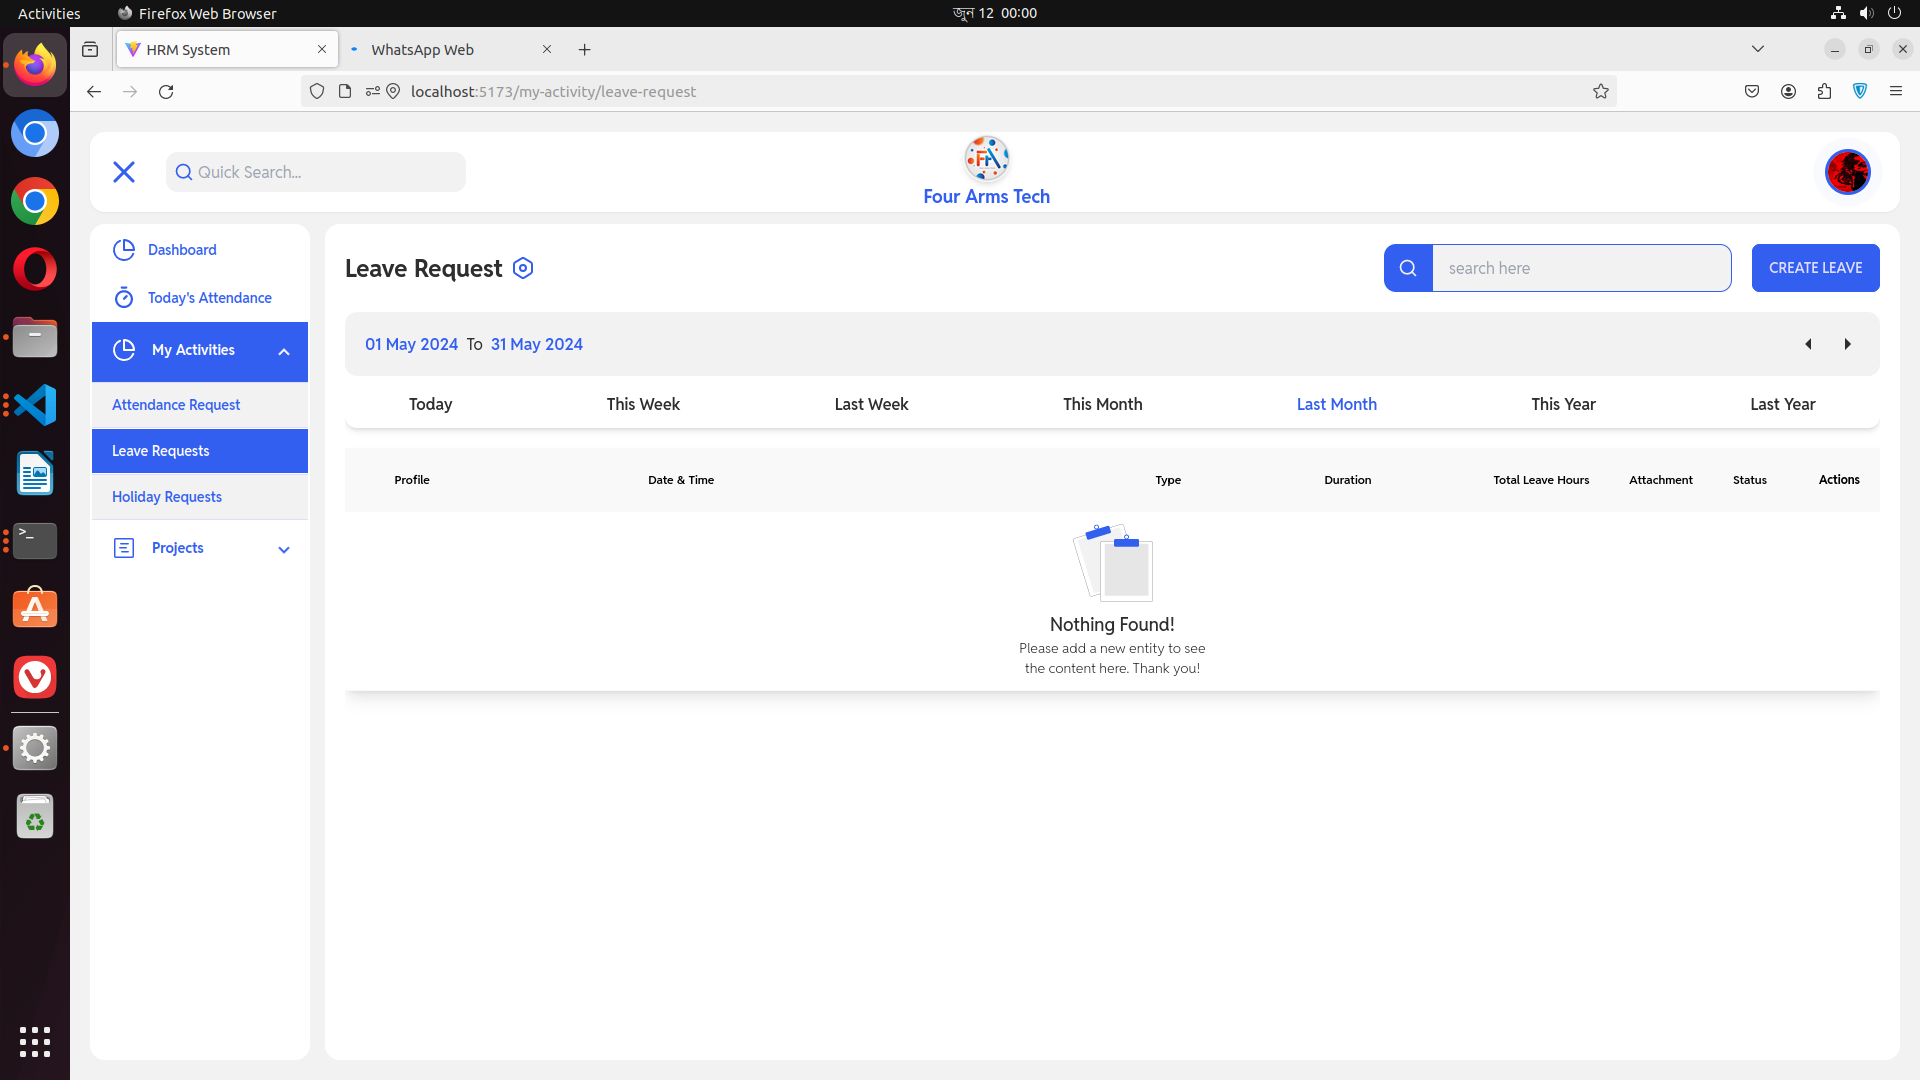 Activities
Firefox Web Browser
जून 12 00:00
HRM System
WhatsApp Web
localhost:5173/my-activity/leave-request
Quick Search...
Four Arms Tech
Dashboard
Today's Attendance
My Activities
Attendance Request
Leave Requests
Holiday Requests
Projects
Leave Request
search here
CREATE LEAVE
01 May 2024 To 31 May 2024
Today
This Week
Last Week
This Month
Last Month
This Year
Last Year
Profile
Date & Time
Type
Duration
Total Leave Hours
Attachment
Status
Actions
Nothing Found!
Please add a new entity to see
the content here. Thank you!